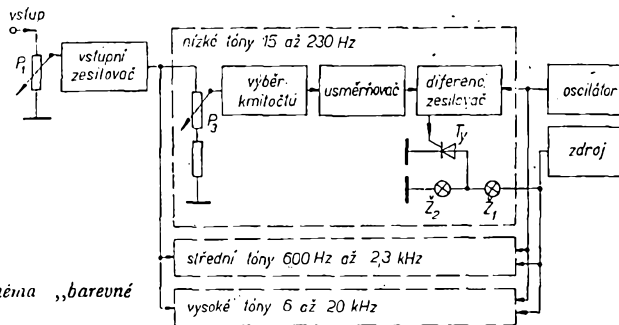 vstup
P1
vstupní
zesilovač
nízké tóny 15 až 230 Hz
P3
výběr
kmitočtů
usměrňovač
diferenc.
zesilovač
Ty
Ž2
Ž1
oscilátor
zdroj
střední tóny 600 Hz až 2,3 kHz
vysoké tóny 6 až 20 kHz
„barevné